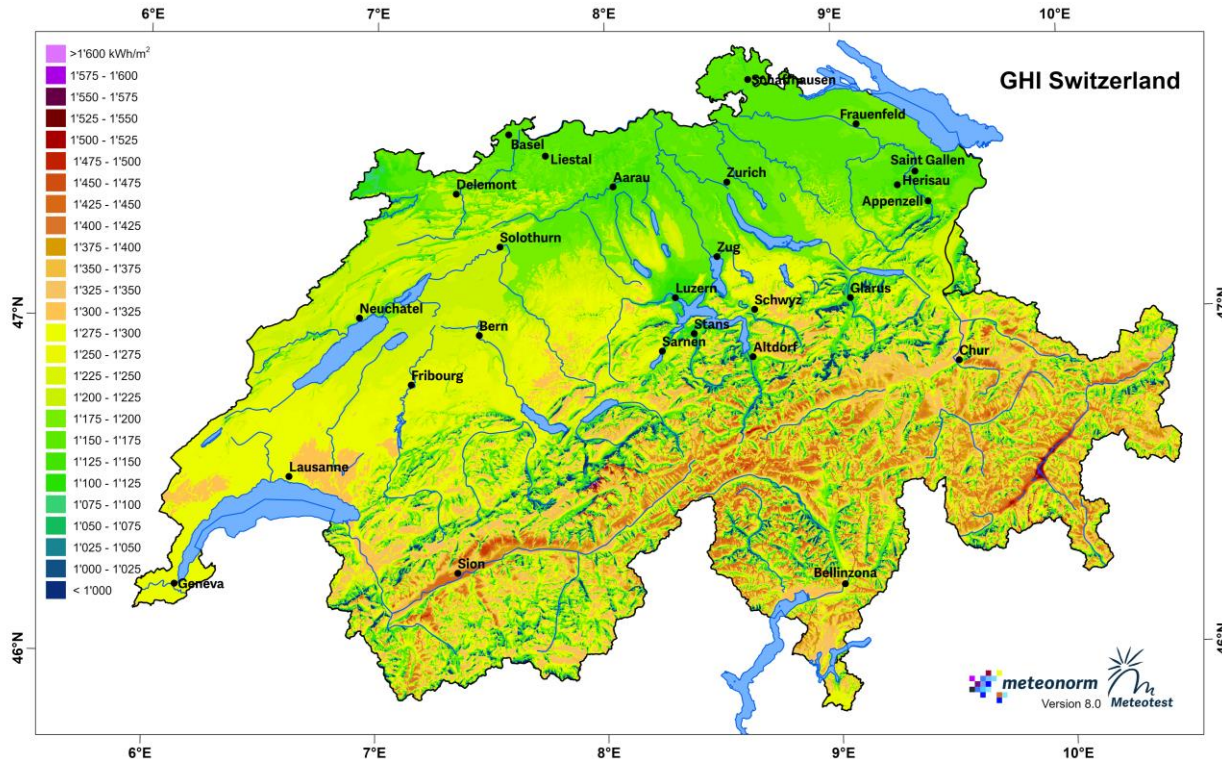 6°E 7°E 8°E 9°E 10°E
GHI Switzerland
>1'600 kWh/m²
1'575 - 1'600
1'550 - 1'575
1'525 - 1'550
1'500 - 1'525
1'475 - 1'500
1'450 - 1'475
1'425 - 1'450
1'400 - 1'425
1'375 - 1'400
1'350 - 1'375
1'325 - 1'350
1'300 - 1'325
1'275 - 1'300
1'250 - 1'275
1'225 - 1'250
1'200 - 1'225
1'175 - 1'200
1'150 - 1'175
1'125 - 1'150
1'100 - 1'125
1'075 - 1'100
1'050 - 1'075
1'025 - 1'050
1'000 - 1'025
< 1'000
Schaffhausen
Frauenfeld
Basel
Liestal
Saint Gallen
Herisau
Appenzell
Delemont
Aarau
Zurich
Solothurn
Zug
Luzern
Schwyz
Glarus
Neuchatel
Bern
Stans
Sarnen
Altdorf
Chur
Fribourg
Lausanne
Sion
Bellinzona
Geneva
47°N
47°N
46°N
46°N
meteonorm
Version 8.0
Meteotest
6°E 7°E 8°E 9°E 10°E